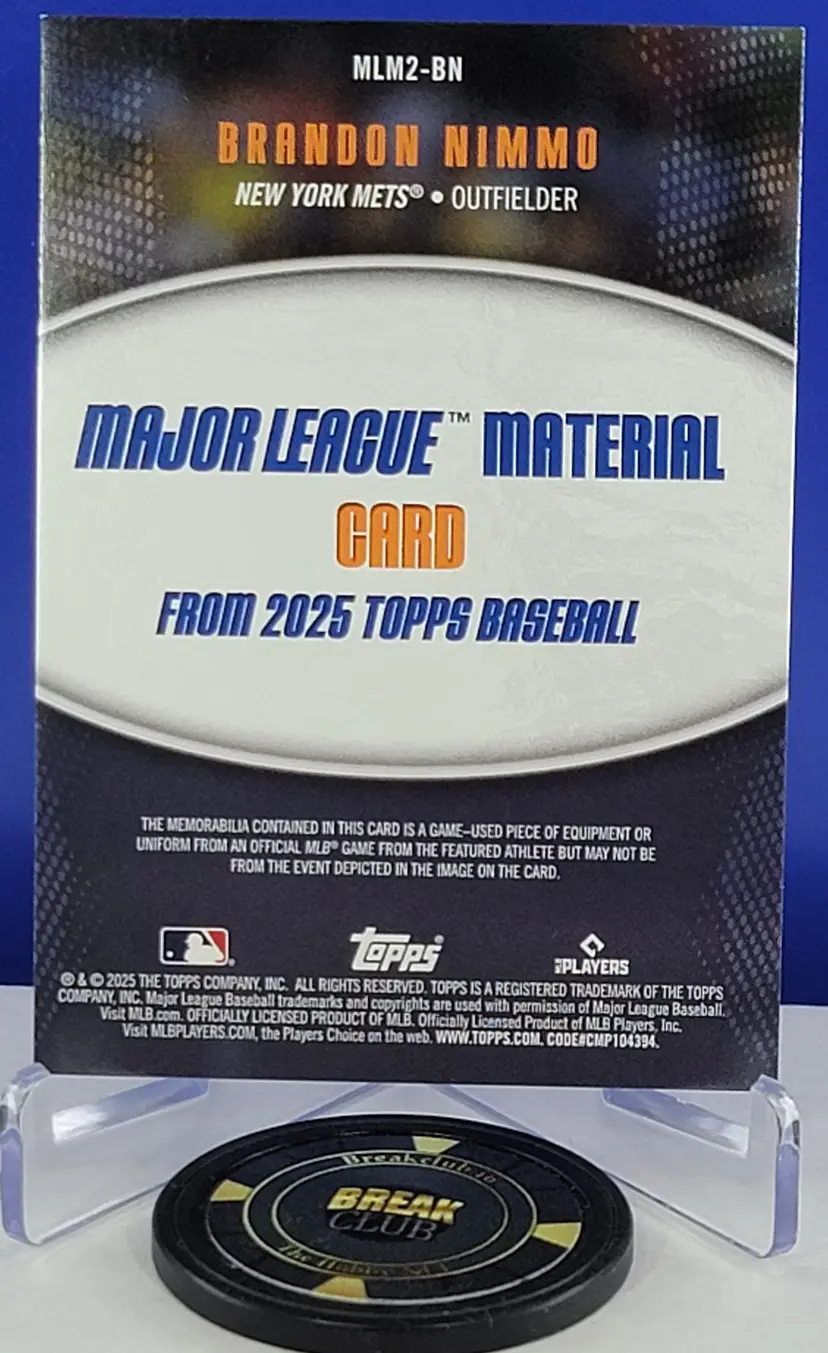 MLM2-BN
BRANDON NIMMO
NEW YORK METS® • OUTFIELDER
MAJOR LEAGUE™ MATERIAL
CARD
FROM 2025 TOPPS BASEBALL
THE MEMORABILIA CONTAINED IN THIS CARD IS A GAME-USED PIECE OF EQUIPMENT OR
UNIFORM FROM AN OFFICIAL MLB® GAME FROM THE FEATURED ATHLETE BUT MAY NOT BE
FROM THE EVENT DEPICTED IN THE IMAGE ON THE CARD.
topps
PLAYERS
® & © 2025 THE TOPPS COMPANY, INC. ALL RIGHTS RESERVED. TOPPS IS A REGISTERED TRADEMARK OF THE TOPPS
COMPANY, INC. Major League Baseball trademarks and copyrights are used with permission of Major League Baseball.
Visit MLB.com. OFFICIALLY LICENSED PRODUCT OF MLB. Officially Licensed Product of MLB Players, Inc.
Visit MLBPLAYERS.COM, the Players Choice on the web. WWW.TOPPS.COM. CODE#CMP104394.
BREAK
CLUB